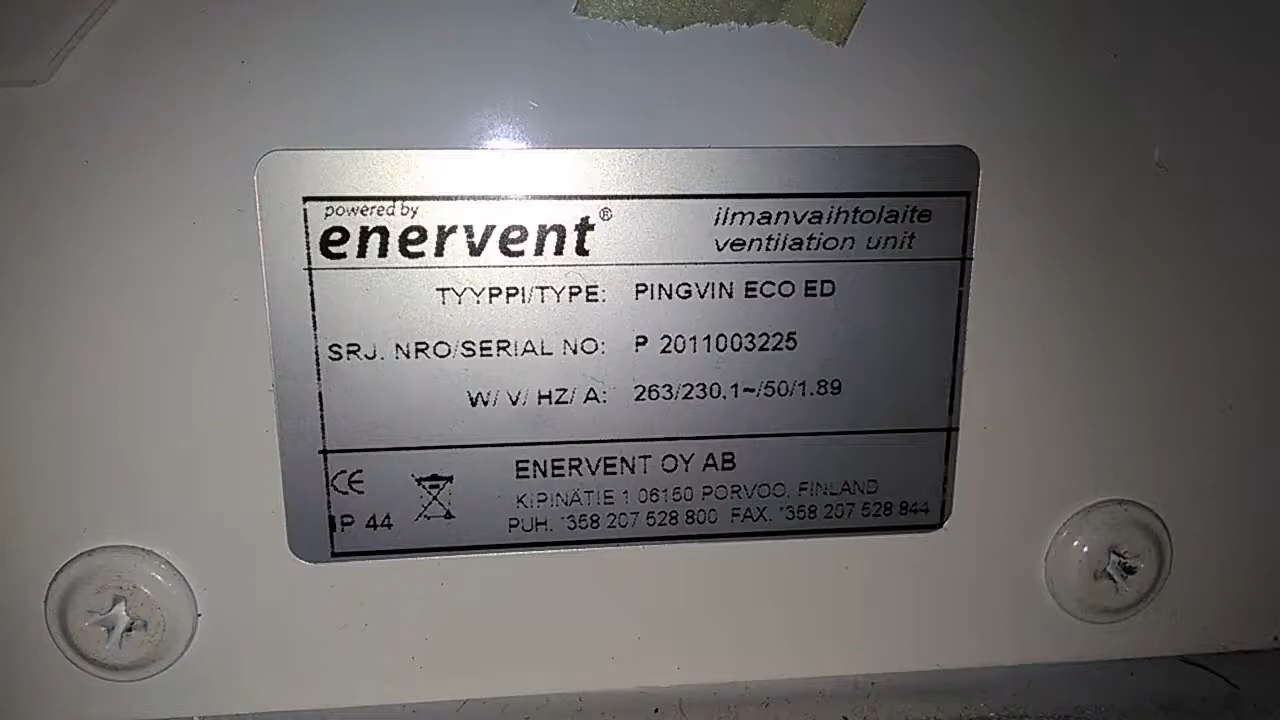 powered by
enervent®
ilmanvaihtolaite
ventilation unit
TYYPPI/TYPE: PINGVIN ECO ED
SRJ. NRO/SERIAL NO: P 2011003225
W/ V/ HZ/ A: 263/230,1~/50/1.89
CE
IP 44
ENERVENT OY AB
KIPINÄTIE 1 06150 PORVOO, FINLAND
PUH. +358 207 528 800 FAX. +358 207 528 844